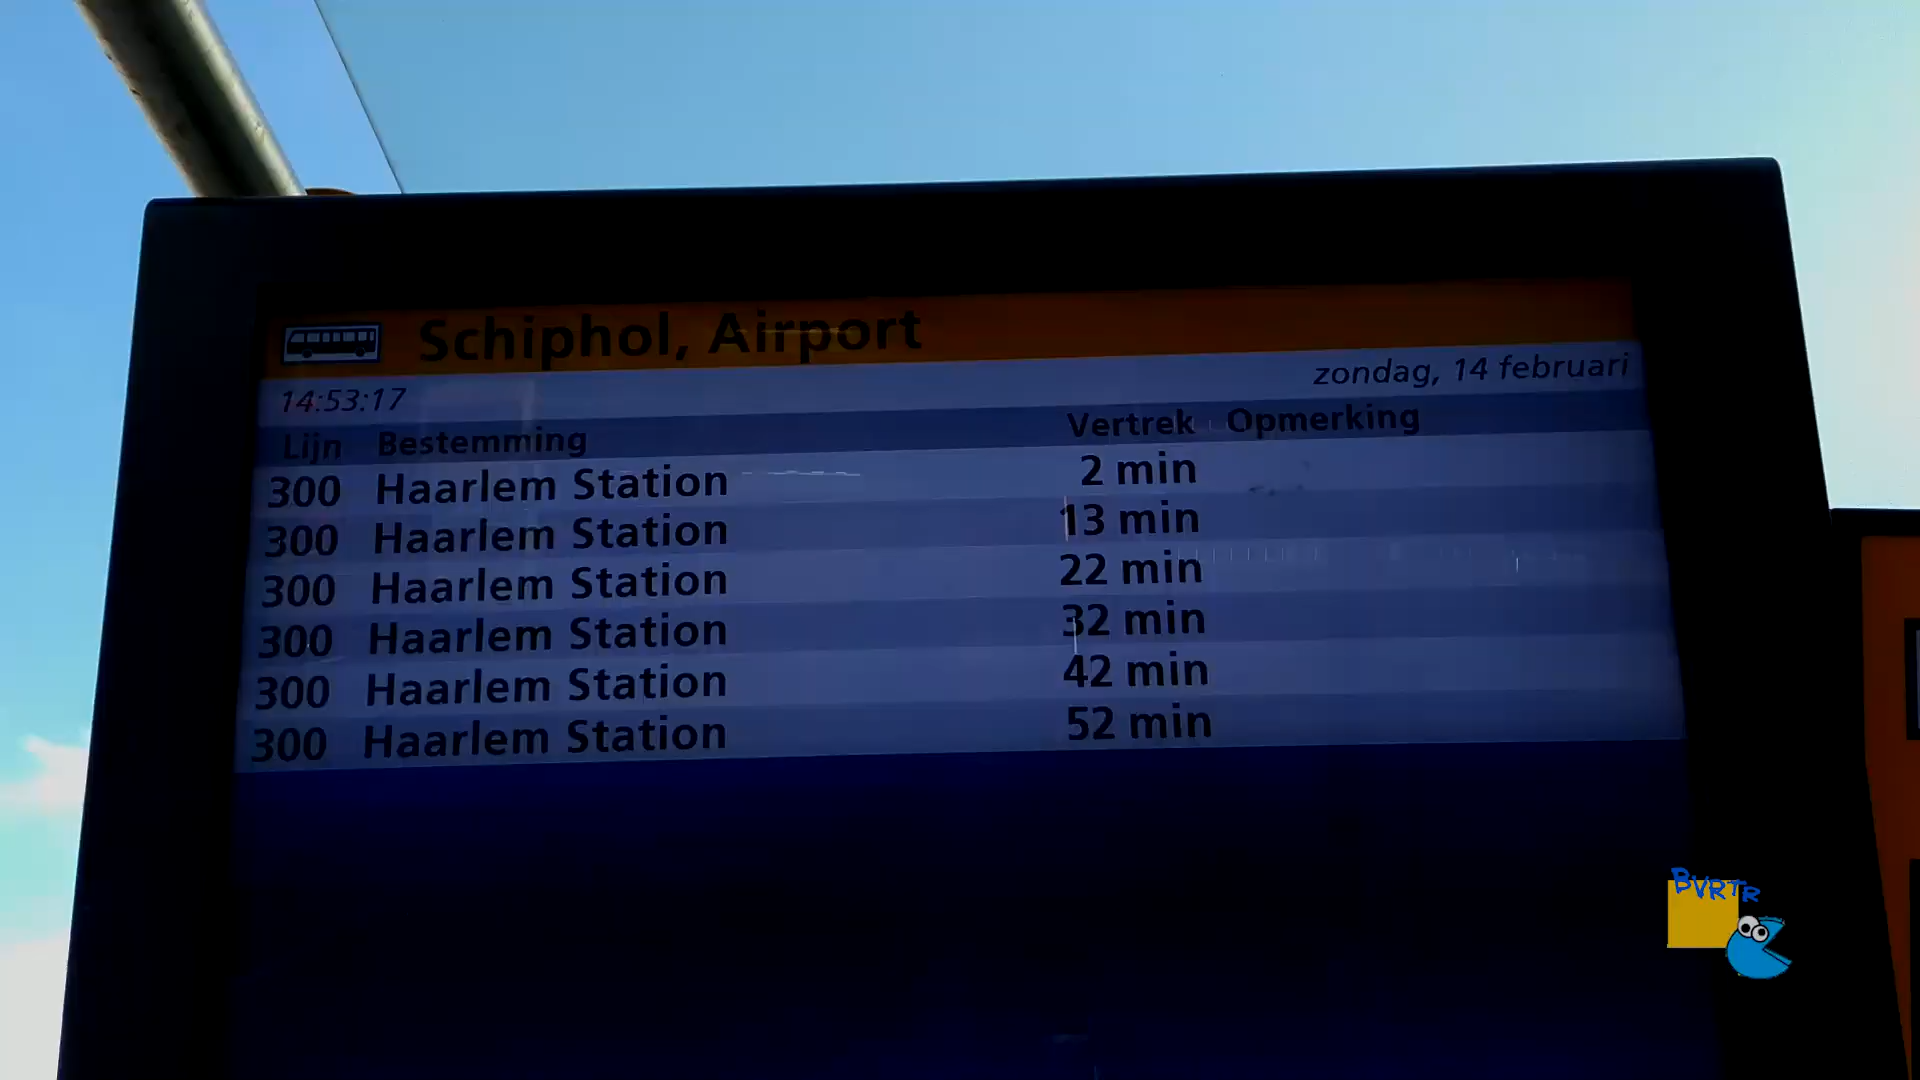 Schiphol, Airport
14:53:17 zondag, 14 februari
Lijn Bestemming Vertrek Opmerking
300 Haarlem Station 2 min
300 Haarlem Station 13 min
300 Haarlem Station 22 min
300 Haarlem Station 32 min
300 Haarlem Station 42 min
300 Haarlem Station 52 min
BVRTR